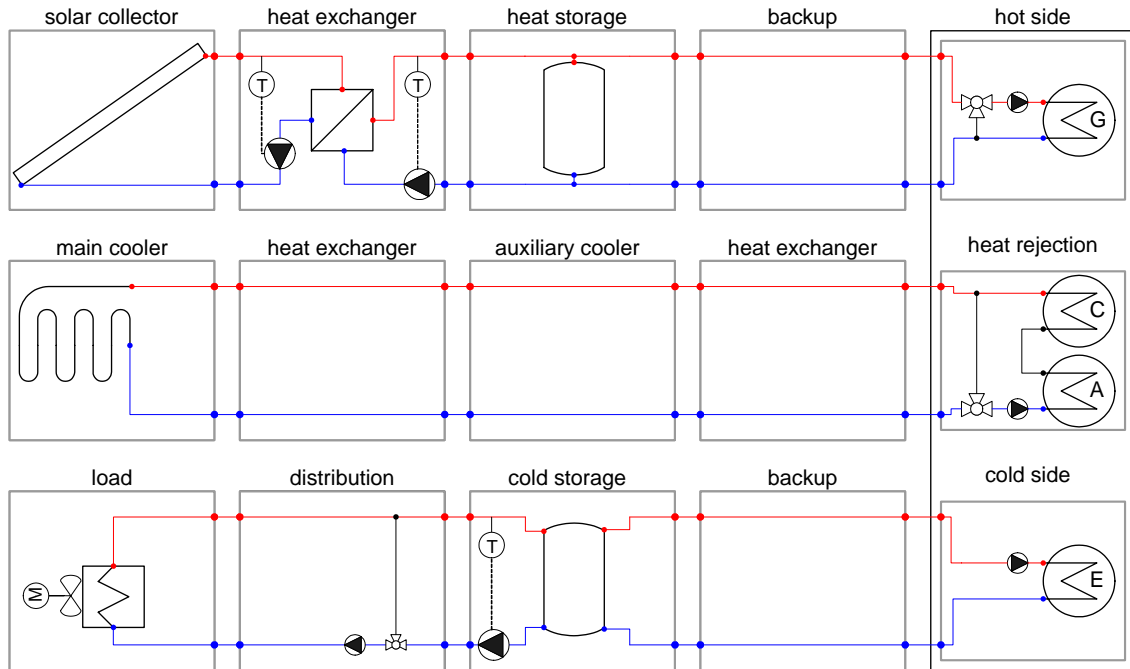 solar collector
heat exchanger
heat storage
backup
hot side
T
T
G
main cooler
heat exchanger
auxiliary cooler
heat exchanger
heat rejection
C
A
load
distribution
cold storage
backup
cold side
T
M
E